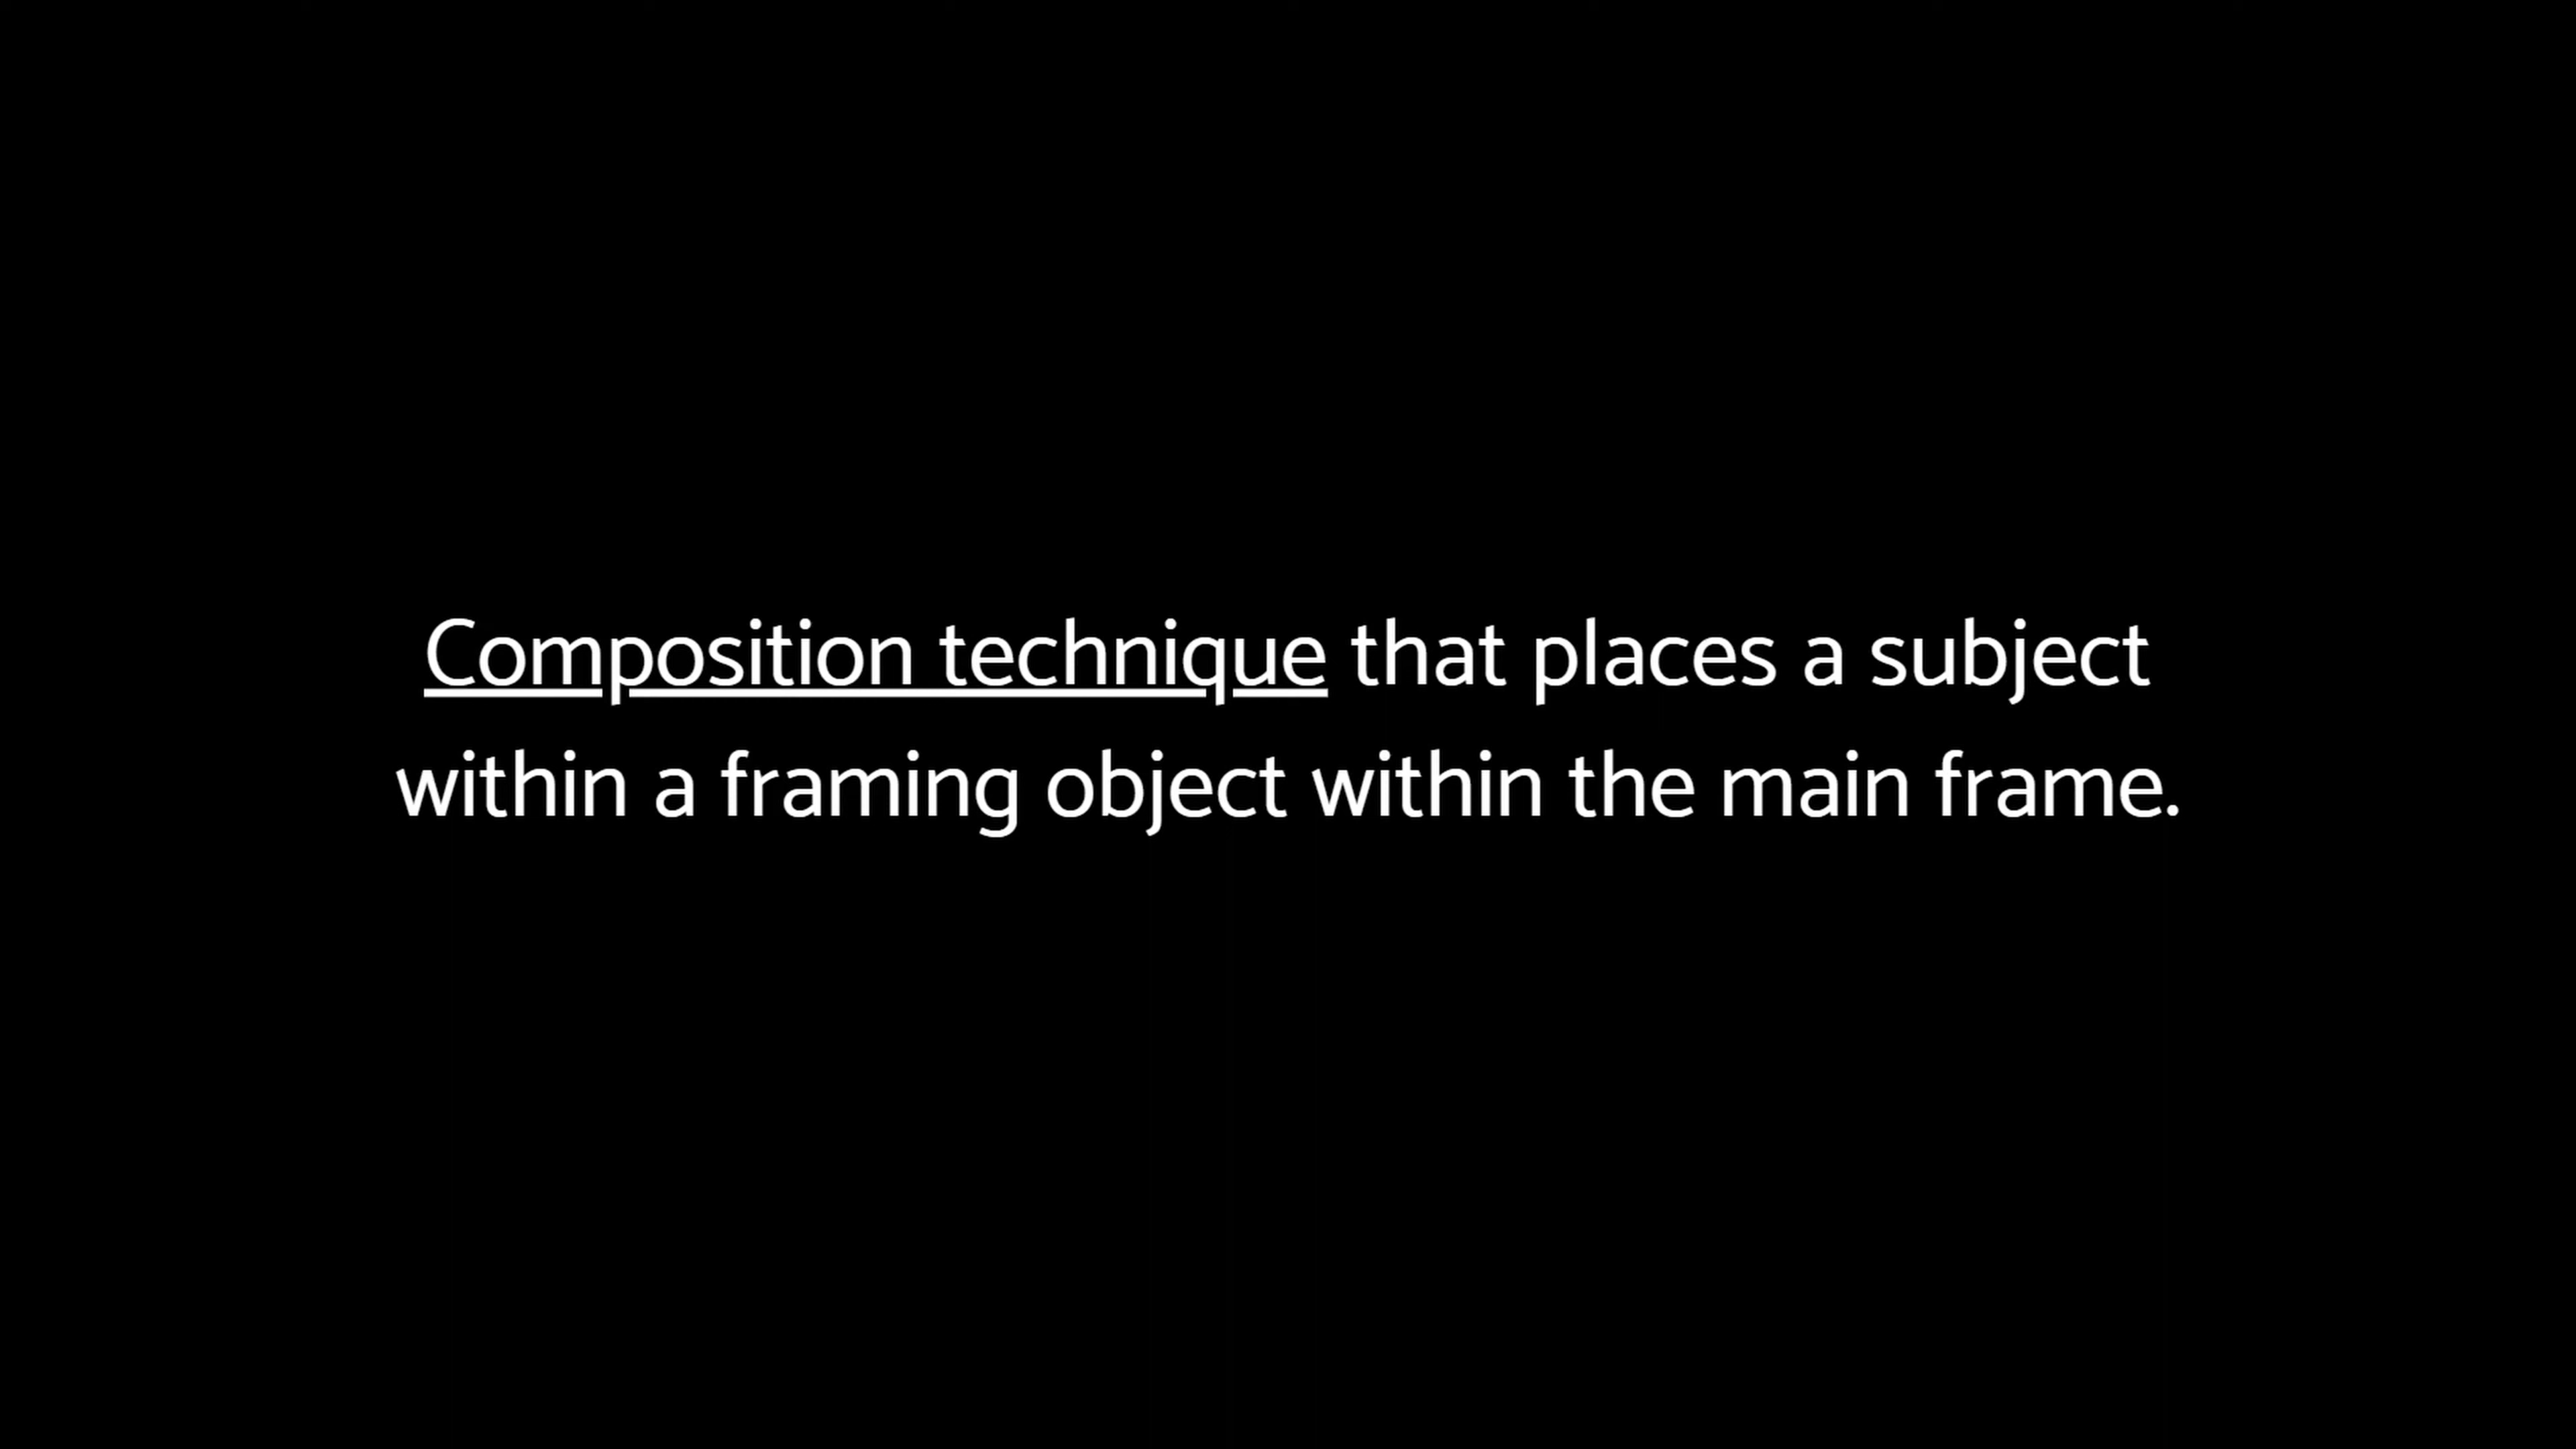 Composition technique that places a subject
within a framing object within the main frame.